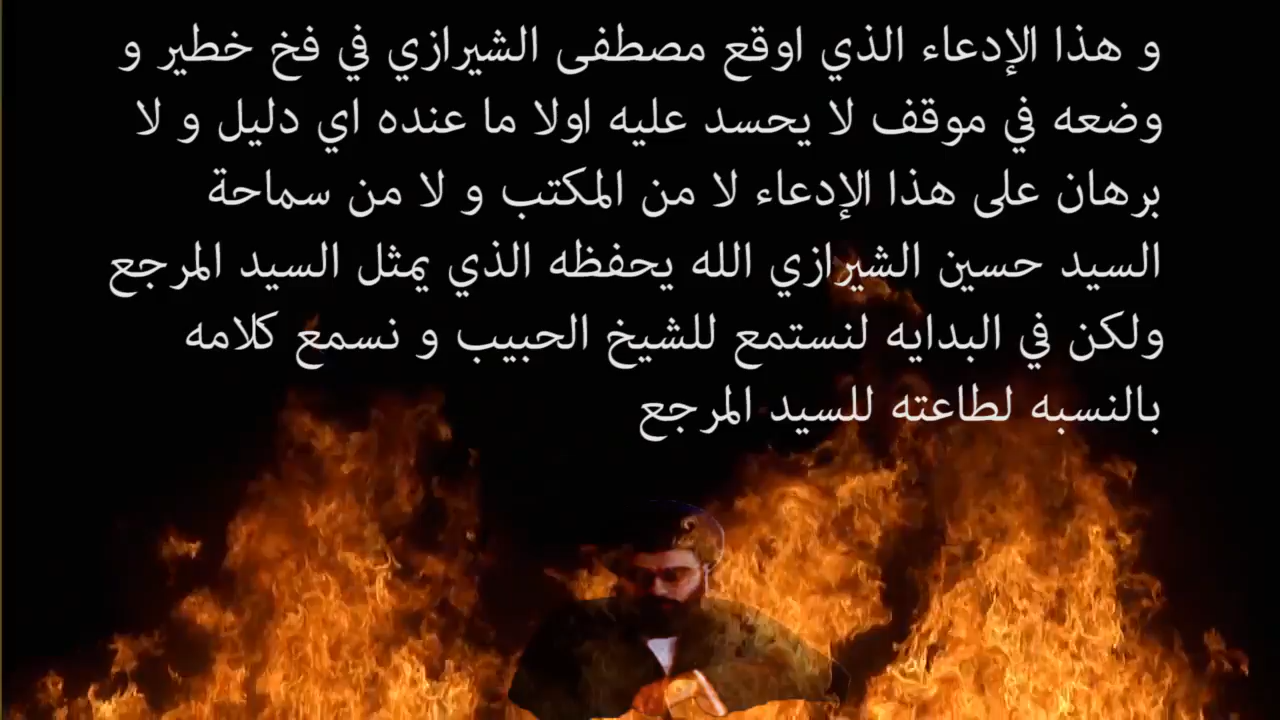 و هذا الإدعاء الذي اوقع مصطفى الشيرازي في فخ خطير و
وضعه في موقف لا يحسد عليه اولا ما عنده اي دليل و لا
برهان على هذا الإدعاء لا من المكتب و لا من سماحة
السيد حسين الشيرازي الله يحفظه الذي يمثل السيد المرجع
ولكن في البدايه لنستمع للشيخ الحبيب و نسمع كلامه
بالنسبه لطاعته للسيد المرجع